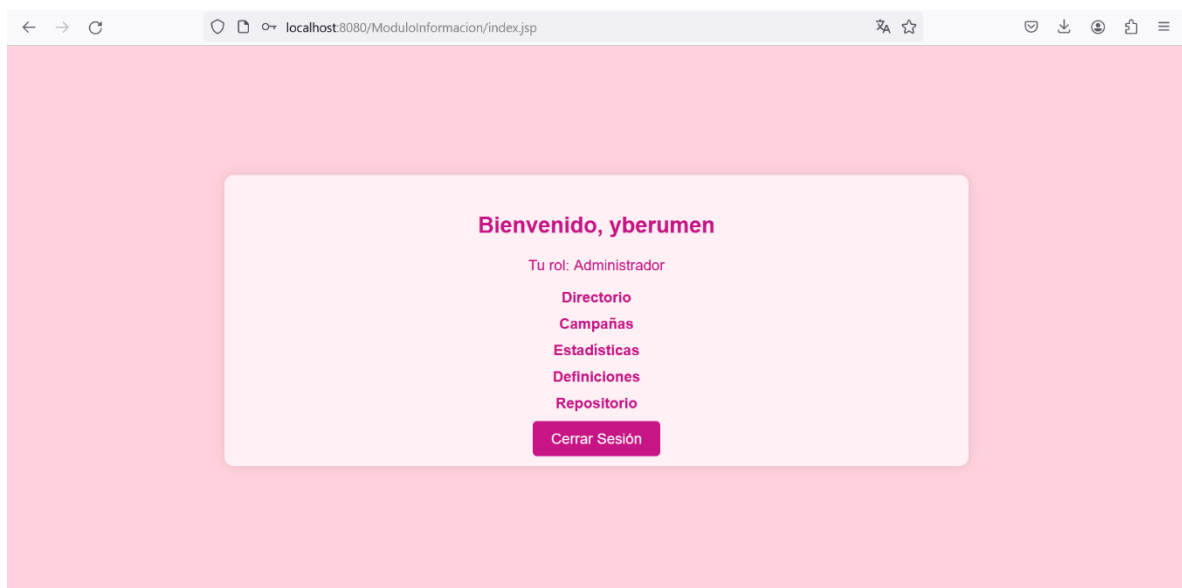 localhost:8080/ModuloInformacion/index.jsp
Bienvenido, yberumen
Tu rol: Administrador
Directorio
Campañas
Estadísticas
Definiciones
Repositorio
Cerrar Sesión